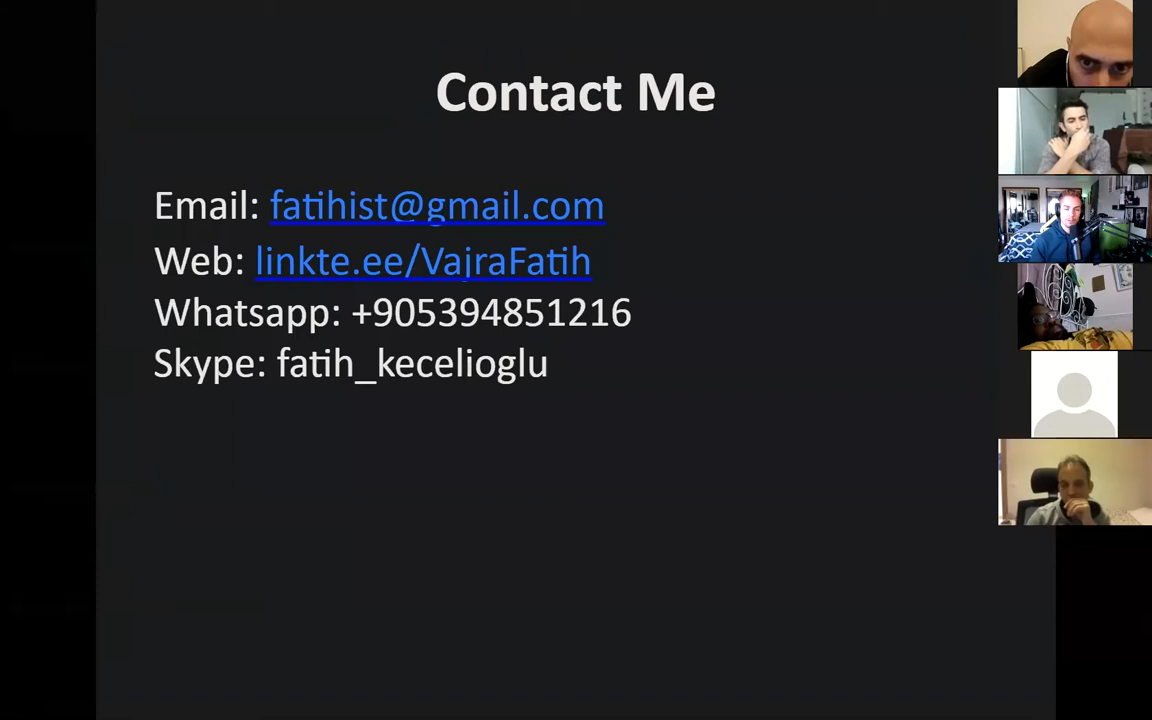 Contact Me
Email: fatihist@gmail.com
Web: linkte.ee/VajraFatih
Whatsapp: +905394851216
Skype: fatih_kecelioglu